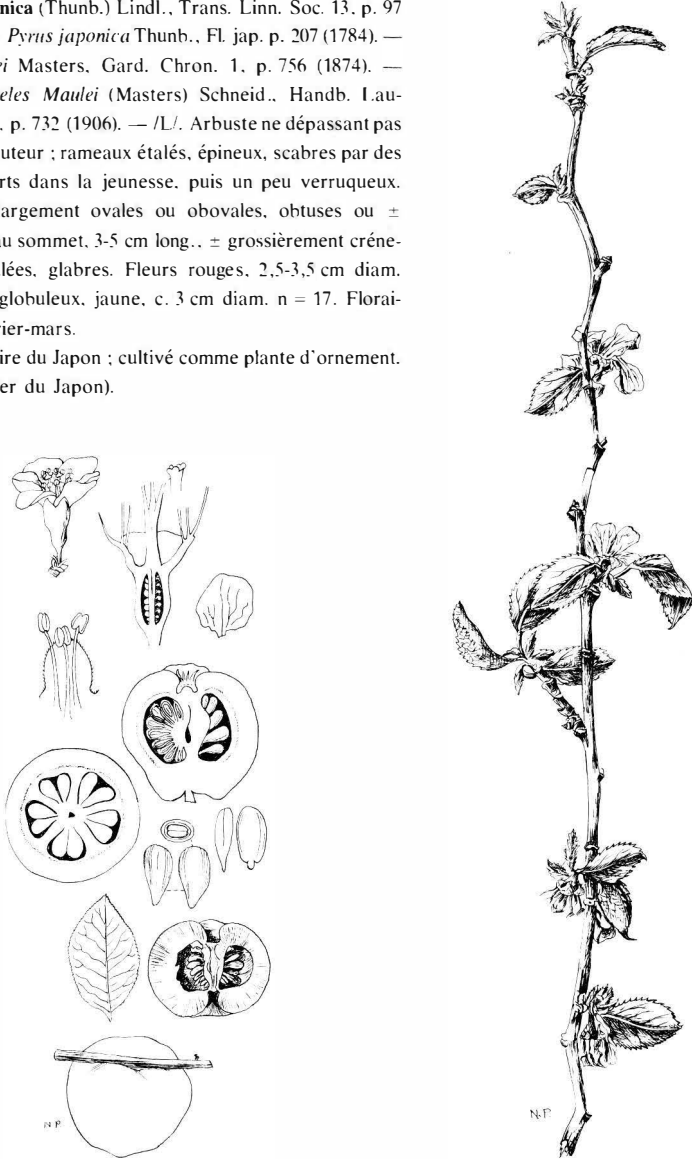 nica (Thunb.) Lindl., Trans. Linn. Soc. 13, p. 97
Pyrus japonica Thunb., Fl. jap. p. 207 (1784). —
ei Masters, Gard. Chron. 1, p. 756 (1874). —
eles Maulei (Masters) Schneid., Handb. Lau-
, p. 732 (1906). — /L/. Arbuste ne dépassant pas
uteur ; rameaux étalés, épineux, scabres par des
rts dans la jeunesse, puis un peu verruqueux.
argement ovales ou obovales, obtuses ou ±
au sommet, 3-5 cm long., ± grossièrement créne-
lées, glabres. Fleurs rouges, 2,5-3,5 cm diam.
globuleux, jaune, c. 3 cm diam. n = 17. Florai-
rier-mars.
ire du Japon ; cultivé comme plante d'ornement.
er du Japon).
N P
N.P